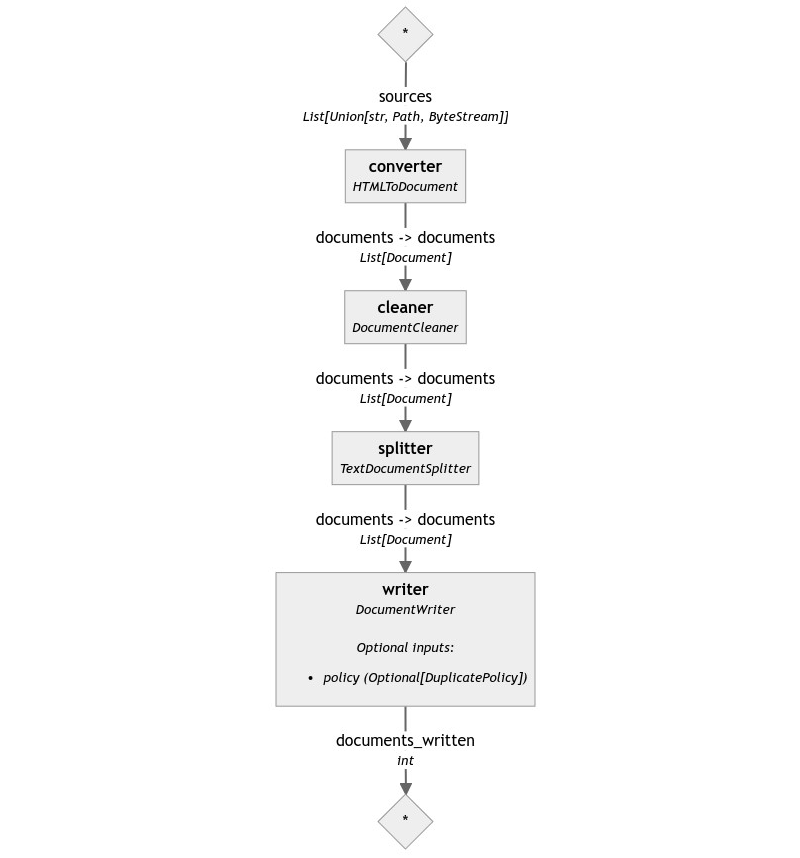 *
sources
List[Union[str, Path, ByteStream]]
converter
HTMLToDocument
documents -> documents
List[Document]
cleaner
DocumentCleaner
documents -> documents
List[Document]
splitter
TextDocumentSplitter
documents -> documents
List[Document]
writer
DocumentWriter
Optional inputs:
• policy (Optional[DuplicatePolicy])
documents_written
int
*